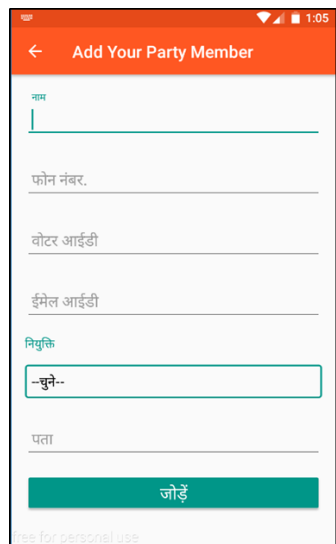 1:05
Add Your Party Member
नाम
फोन नंबर.
वोटर आईडी
ईमेल आईडी
नियुक्ति
--चुने--
पता
जोड़ें
free for personal use